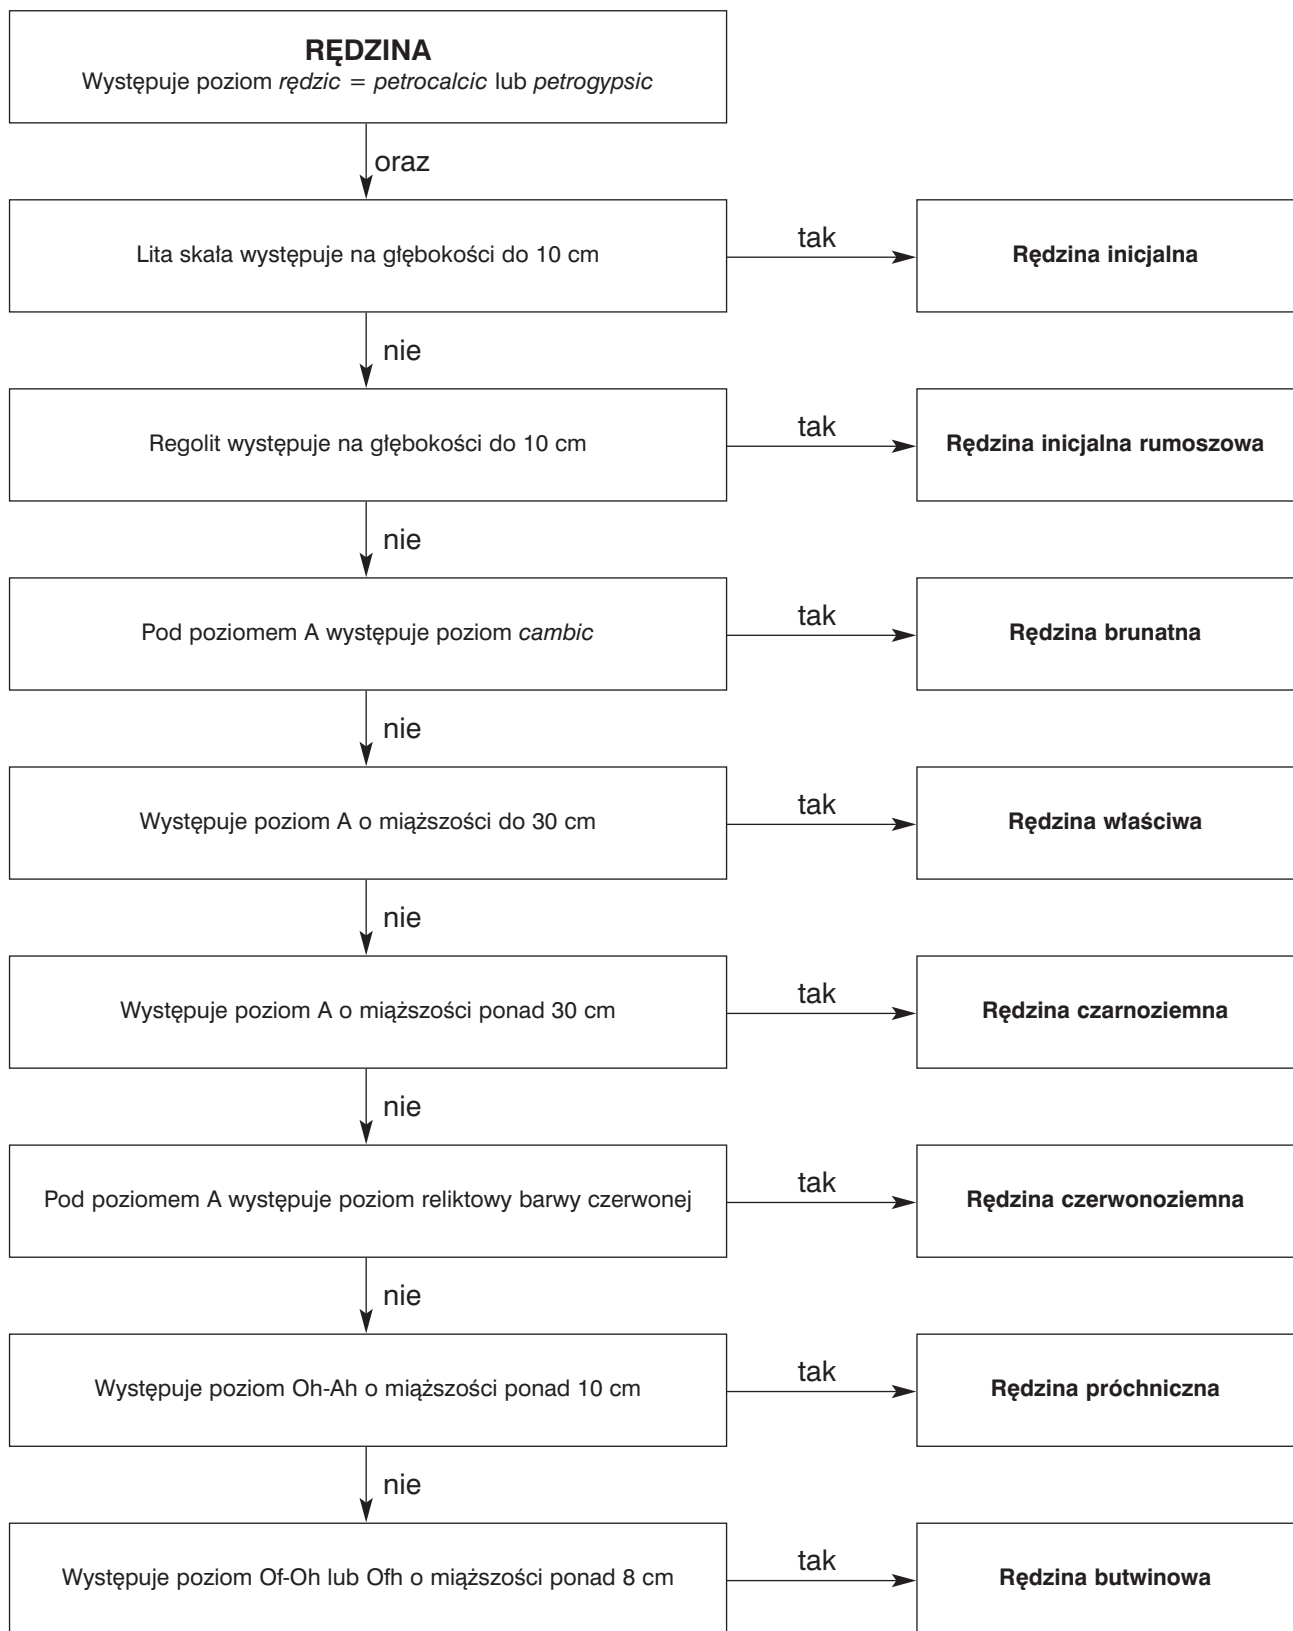 RĘDZINA
Występuje poziom rędzic = petrocalcic lub petrogypsic
oraz
Lita skała występuje na głębokości do 10 cm
tak
Rędzina inicjalna
nie
Regolit występuje na głębokości do 10 cm
tak
Rędzina inicjalna rumoszowa
nie
Pod poziomem A występuje poziom cambic
tak
Rędzina brunatna
nie
Występuje poziom A o miąższości do 30 cm
tak
Rędzina właściwa
nie
Występuje poziom A o miąższości ponad 30 cm
tak
Rędzina czarnoziemna
nie
Pod poziomem A występuje poziom reliktowy barwy czerwonej
tak
Rędzina czerwonoziemna
nie
Występuje poziom Oh-Ah o miąższości ponad 10 cm
tak
Rędzina próchniczna
nie
Występuje poziom Of-Oh lub Ofh o miąższości ponad 8 cm
tak
Rędzina butwinowa